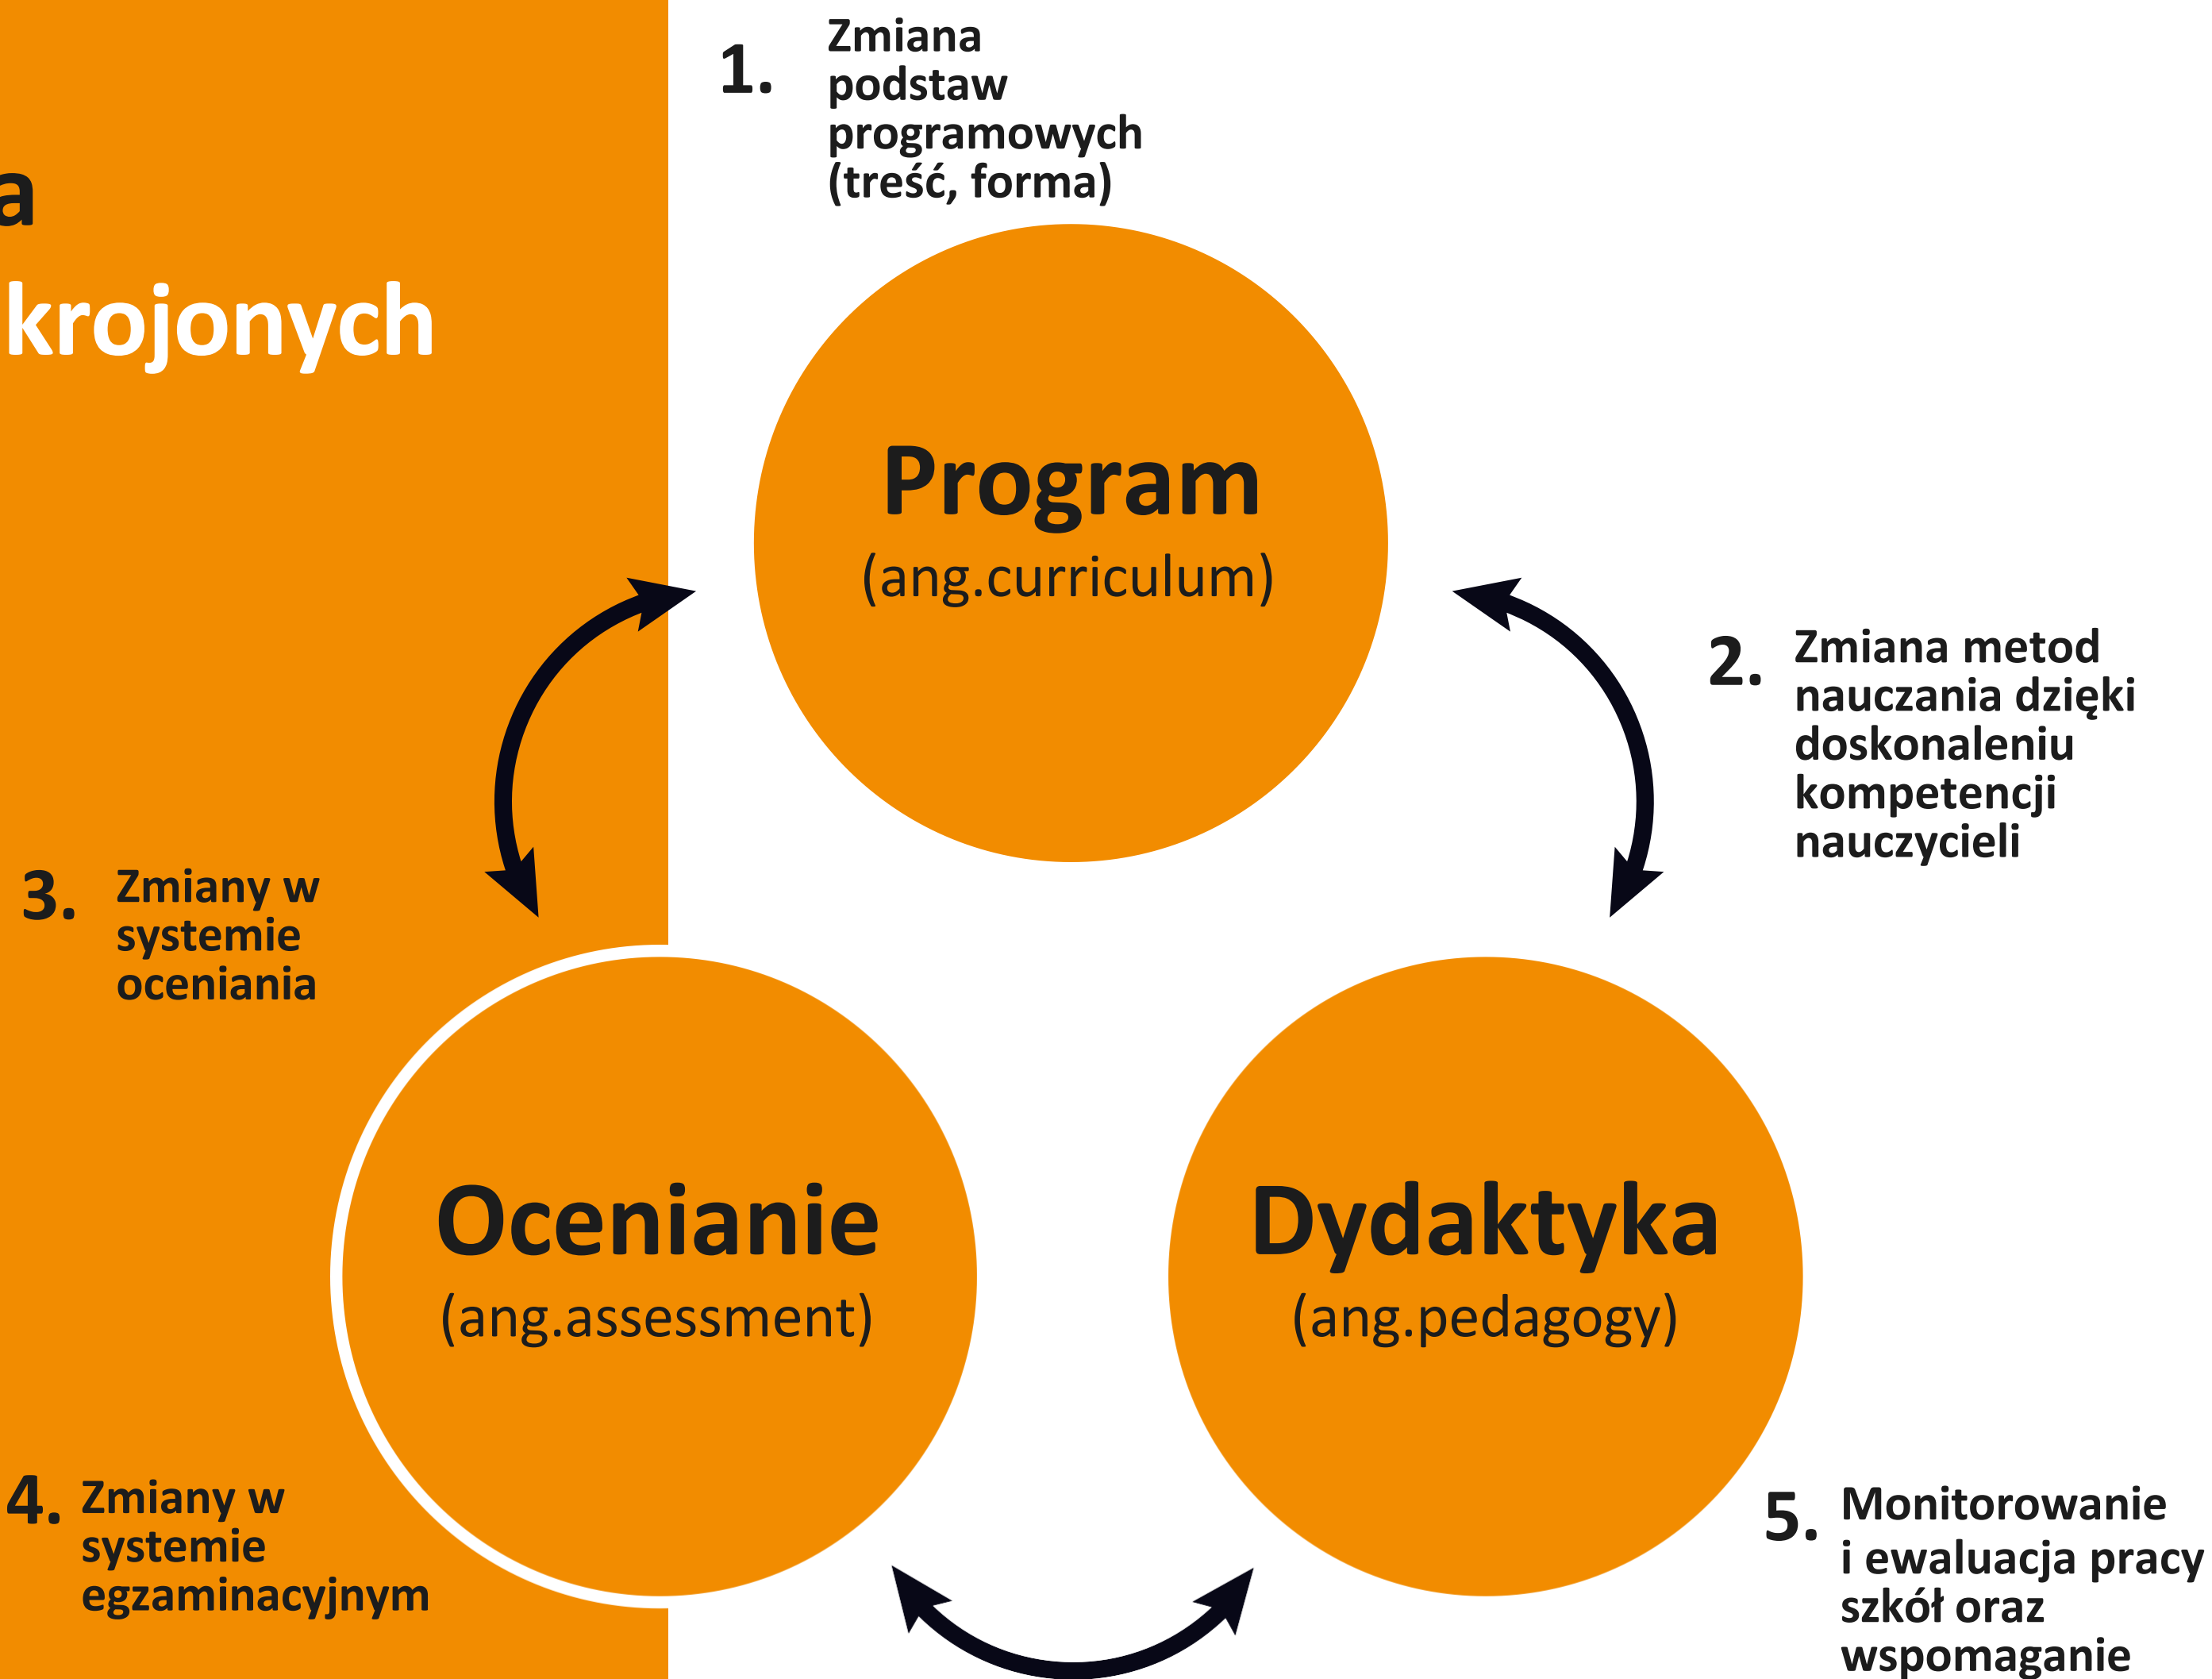 a
krojonych
1. Zmiana
podstaw
programowych
(treść, forma)
Program
(ang.curriculum)
2. Zmiana metod
nauczania dzięki
doskonaleniu
kompetencji
nauczycieli
3. Zmiany w
systemie
oceniania
Ocenianie
(ang.assessment)
Dydaktyka
(ang.pedagogy)
4. Zmiany w
systemie
egzaminacyjnym
5. Monitorowanie
i ewaluacja pracy
szkół oraz
wspomaganie